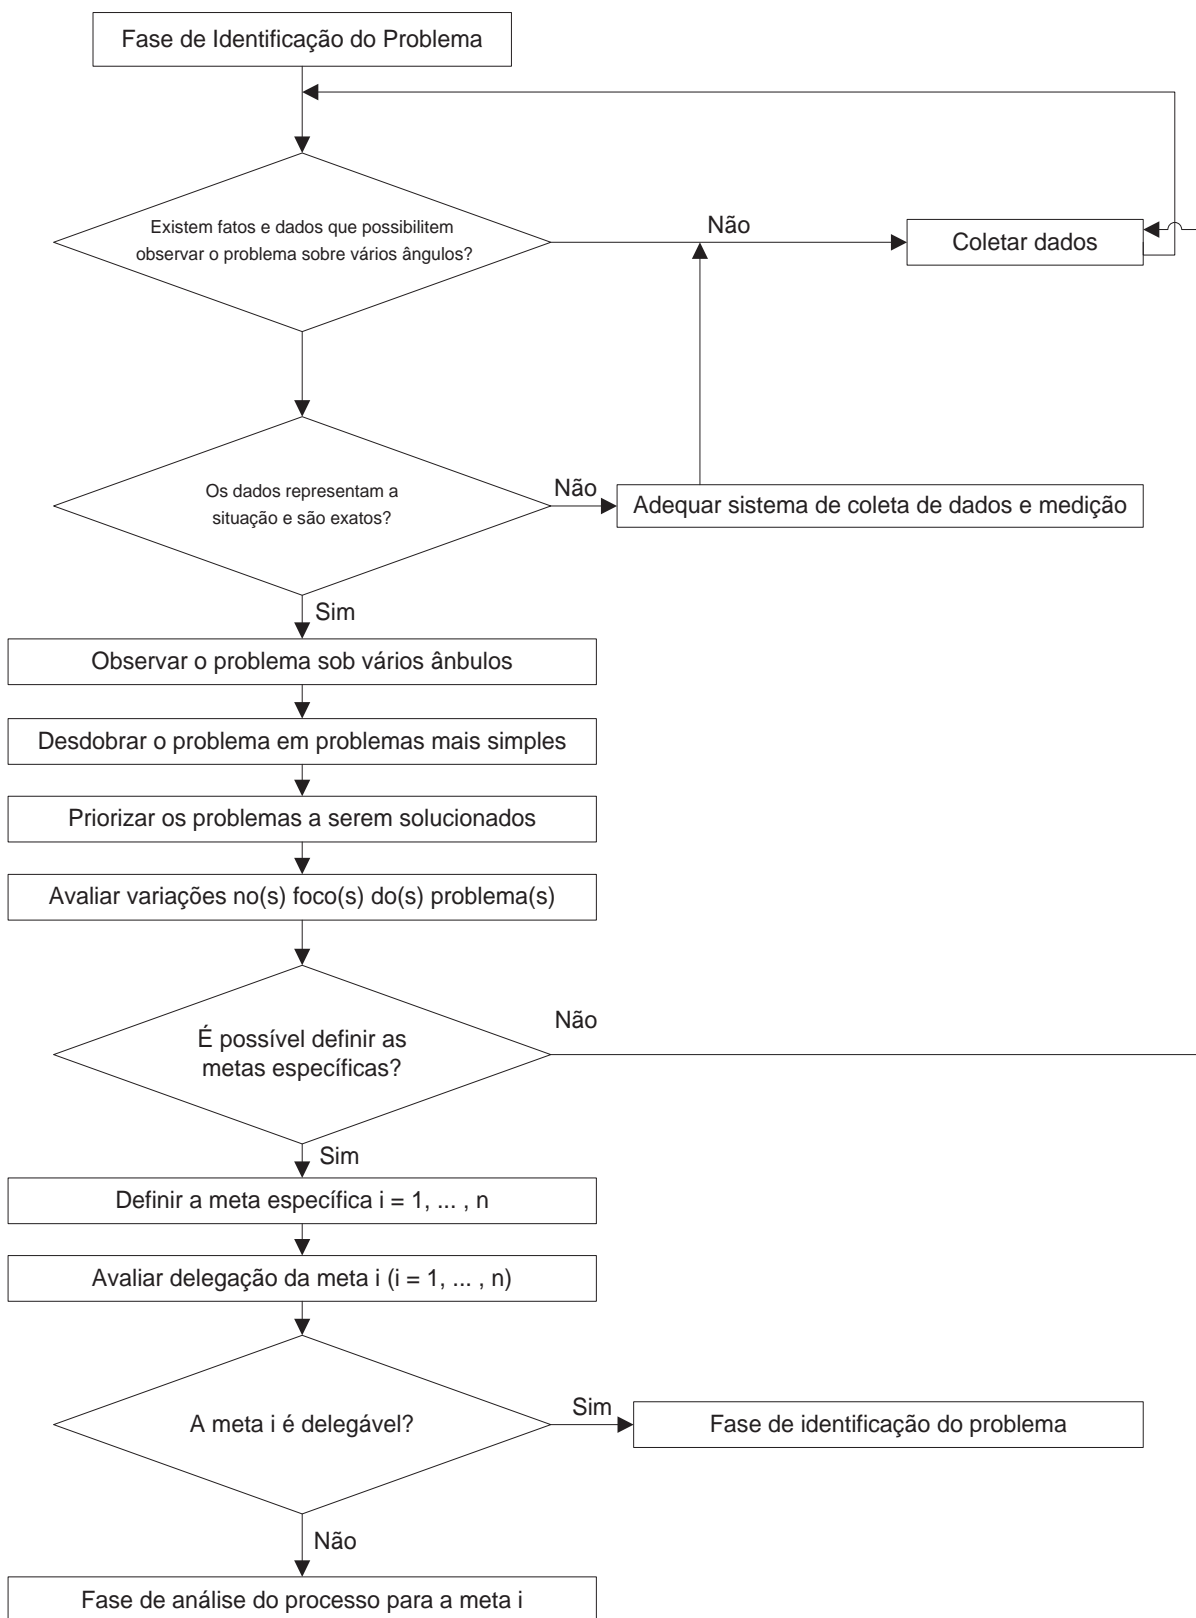 Fase de Identificação do Problema
Existem fatos e dados que possibilitem
observar o problema sobre vários ângulos?
Não
Coletar dados
Os dados representam a
situação e são exatos?
Não
Adequar sistema de coleta de dados e medição
Sim
Observar o problema sob vários ânbulos
Desdobrar o problema em problemas mais simples
Priorizar os problemas a serem solucionados
Avaliar variações no(s) foco(s) do(s) problema(s)
É possível definir as
metas específicas?
Não
Sim
Definir a meta específica i = 1, ... , n
Avaliar delegação da meta i (i = 1, ... , n)
A meta i é delegável?
Sim
Fase de identificação do problema
Não
Fase de análise do processo para a meta i